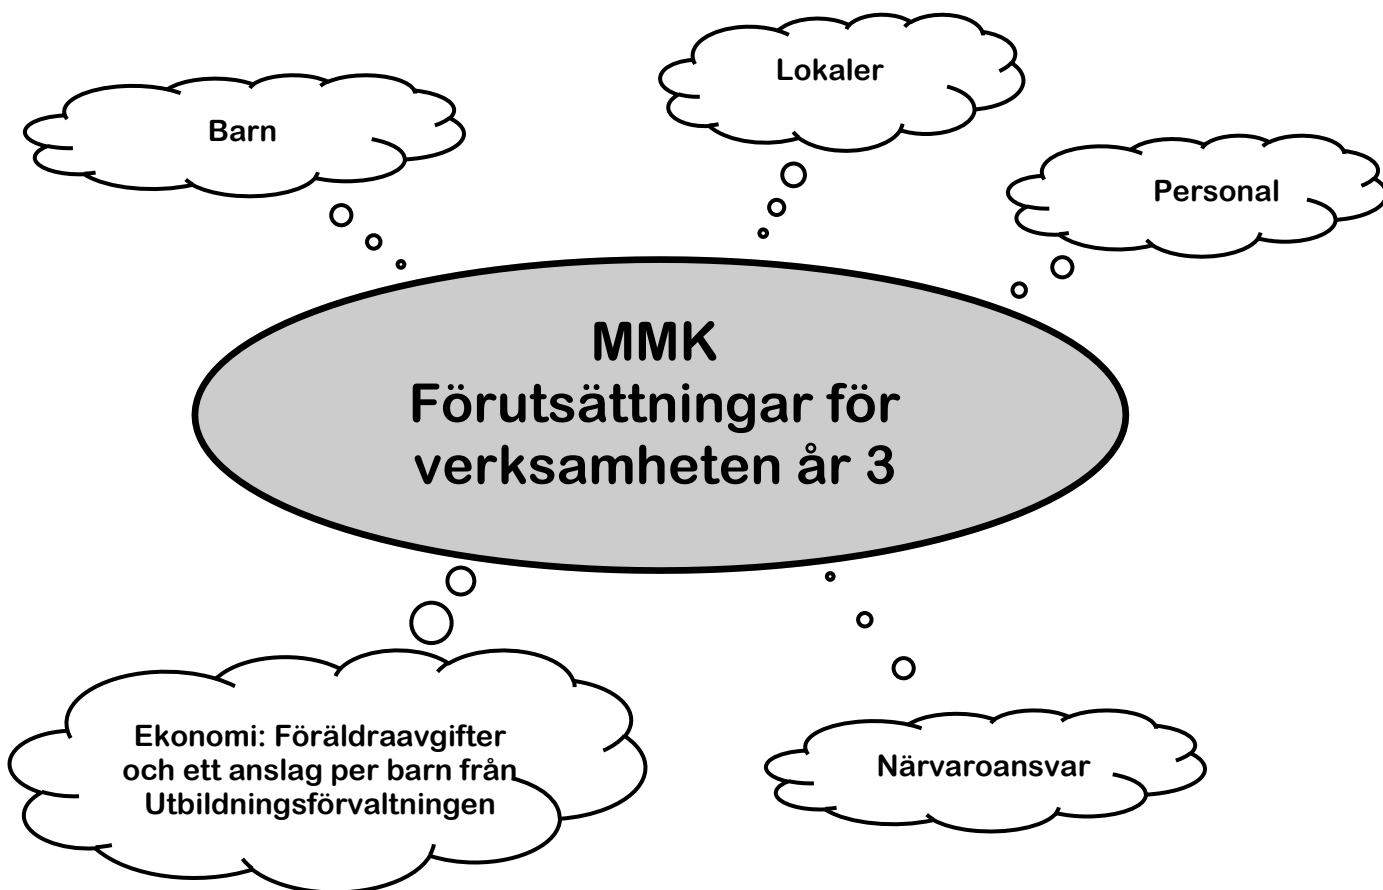 Lokaler
Barn
Personal
MMK
Förutsättningar för
verksamheten år 3
Ekonomi: Föräldraavgifter
och ett anslag per barn från
Utbildningsförvaltningen
Närvaroansvar